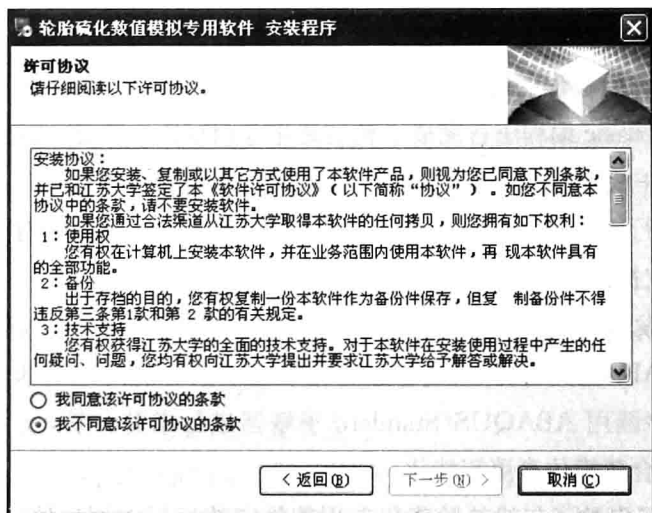 轮胎硫化数值模拟专用软件 安装程序
许可协议
请仔细阅读以下许可协议。
安装协议：
如果您安装、复制或以其它方式使用了本软件产品，则视为您已同意下列条款，
并已和江苏大学签定了本《软件许可协议》（以下简称“协议”）。如您不同意本
协议中的条款，请不要安装软件。
如果您通过合法渠道从江苏大学取得本软件的任何拷贝，则您拥有如下权利：
1：使用权
您有权在计算机上安装本软件，并在业务范围内使用本软件，再 现本软件具有
的全部功能。
2：备份
出于存档的目的，您有权复制一份本软件作为备份件保存，但复 制备份件不得
违反第三条第1款和第 2 款的有关规定。
3：技术支持
您有权获得江苏大学的全面的技术支持。对于本软件在安装使用过程中产生的任
何疑问、问题，您均有权向江苏大学提出并要求江苏大学给予解答或解决。
我同意该许可协议的条款
我不同意该许可协议的条款
< 返回(B) 下一步(N) > 取消(C)